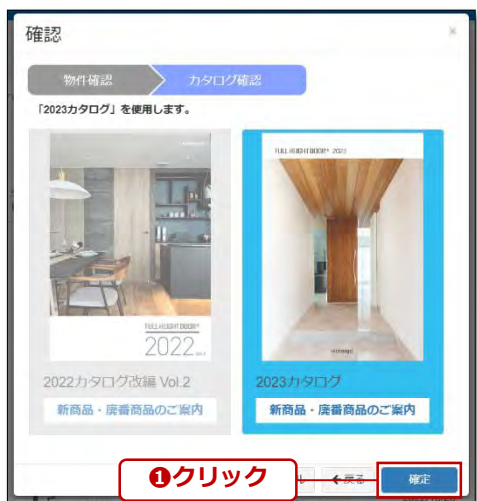 確認
×
物件確認
カタログ確認
「2023カタログ」を使用します。
FULL HEIGHT DOOR® 2023
FULL HEIGHT DOOR®
2022
2022カタログ改編 Vol.2
2023カタログ
新商品・廃番商品のご案内
新商品・廃番商品のご案内
❶クリック
ル
戻る
確定